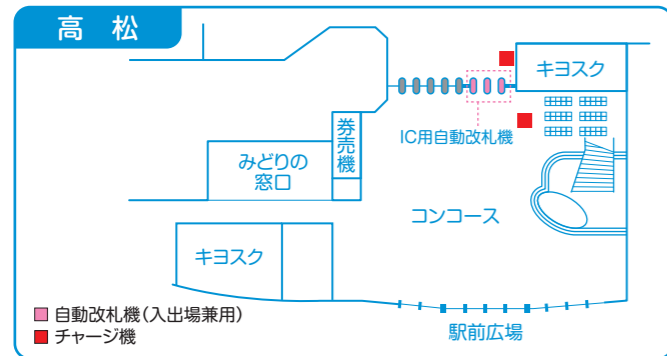 高 松
キヨスク
IC用自動改札機
券売機
みどりの
窓口
コンコース
キヨスク
自動改札機(入出場兼用)
チャージ機
駅前広場